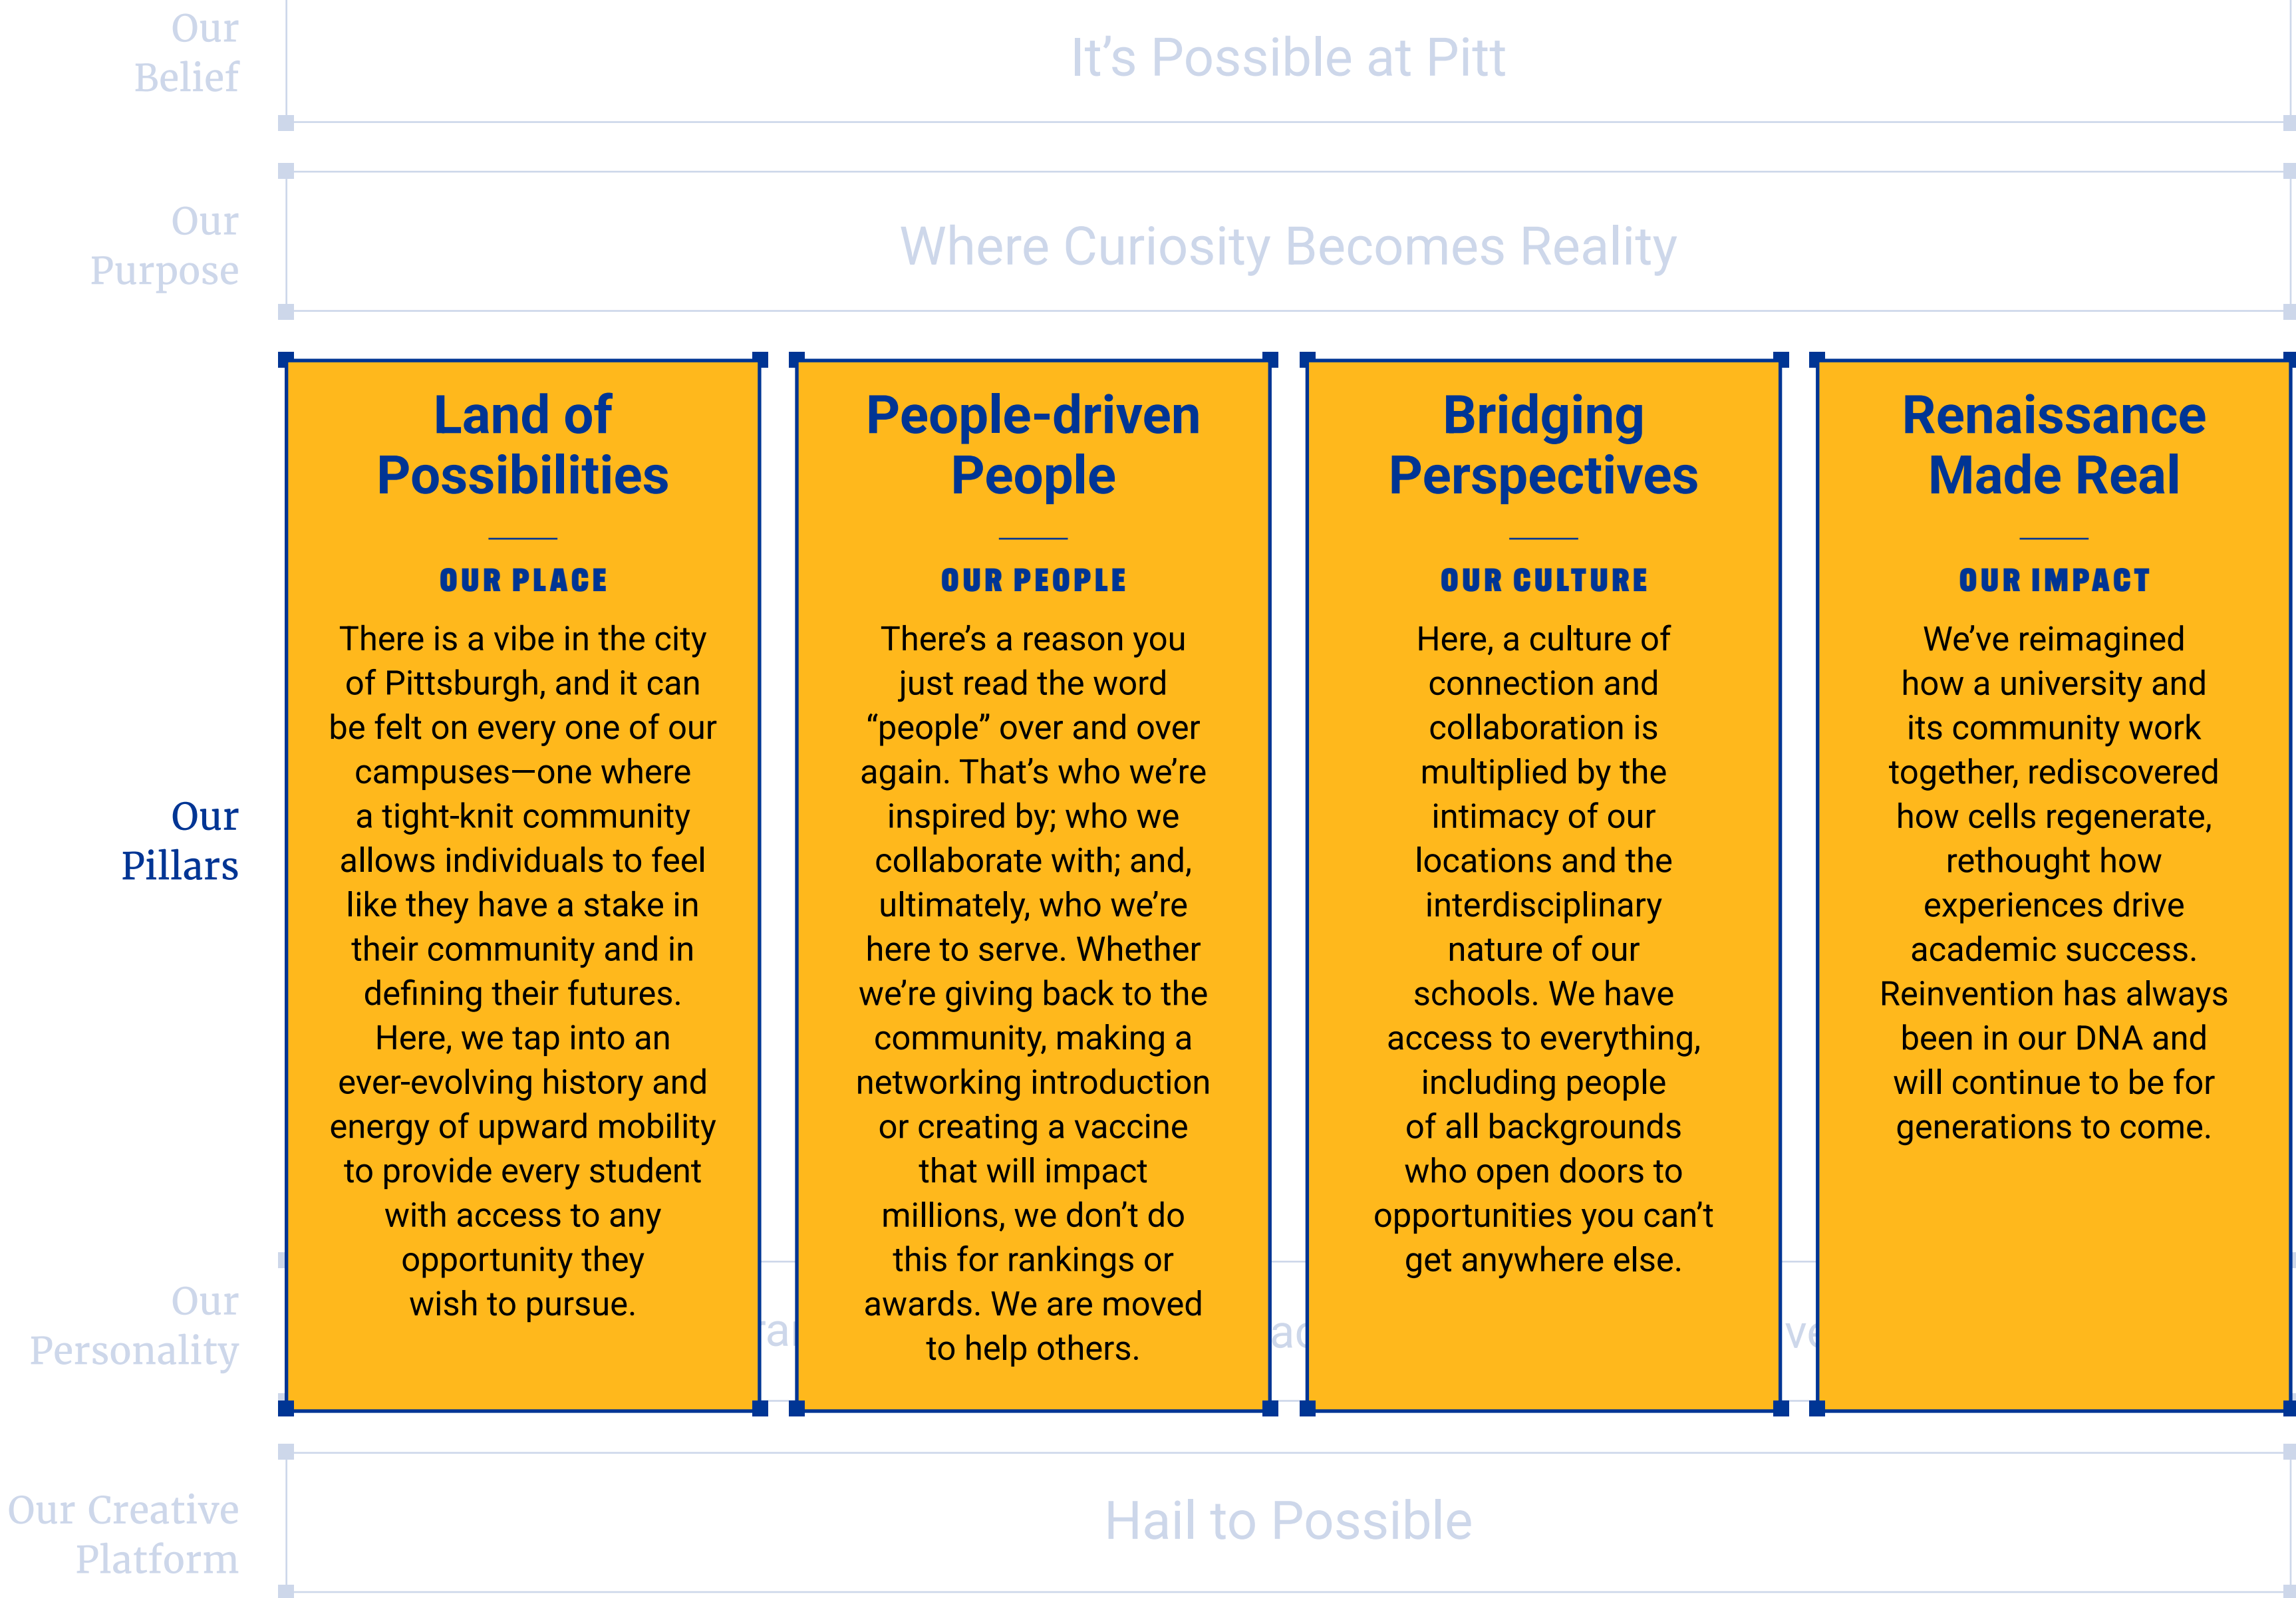 Our
Belief
It’s Possible at Pitt
Our
Purpose
Where Curiosity Becomes Reality
Our
Pillars
Land of
Possibilities
OUR PLACE
There is a vibe in the city
of Pittsburgh, and it can
be felt on every one of our
campuses—one where
a tight-knit community
allows individuals to feel
like they have a stake in
their community and in
defining their futures.
Here, we tap into an
ever-evolving history and
energy of upward mobility
to provide every student
with access to any
opportunity they
wish to pursue.
People-driven
People
OUR PEOPLE
There’s a reason you
just read the word
“people” over and over
again. That’s who we’re
inspired by; who we
collaborate with; and,
ultimately, who we’re
here to serve. Whether
we’re giving back to the
community, making a
networking introduction
or creating a vaccine
that will impact
millions, we don’t do
this for rankings or
awards. We are moved
to help others.
Bridging
Perspectives
OUR CULTURE
Here, a culture of
connection and
collaboration is
multiplied by the
intimacy of our
locations and the
interdisciplinary
nature of our
schools. We have
access to everything,
including people
of all backgrounds
who open doors to
opportunities you can’t
get anywhere else.
Renaissance
Made Real
OUR IMPACT
We’ve reimagined
how a university and
its community work
together, rediscovered
how cells regenerate,
rethought how
experiences drive
academic success.
Reinvention has always
been in our DNA and
will continue to be for
generations to come.
Our
Personality
Our Creative
Platform
Hail to Possible